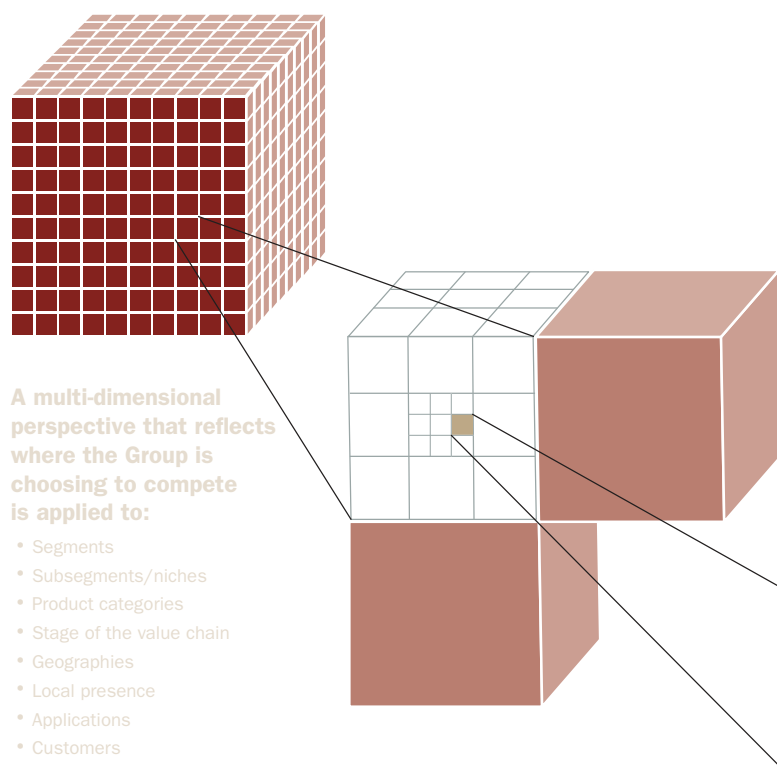 A multi-dimensional
perspective that reflects
where the Group is
choosing to compete
is applied to:
• Segments
• Subsegments/niches
• Product categories
• Stage of the value chain
• Geographies
• Local presence
• Applications
• Customers